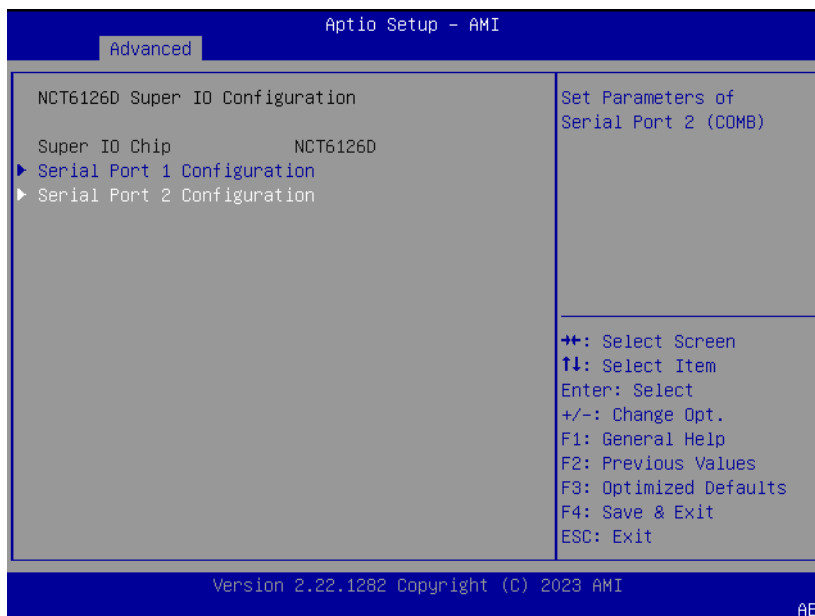 Aptio Setup – AMI
Advanced
NCT6126D Super IO Configuration
Super IO Chip NCT6126D
Serial Port 1 Configuration
Serial Port 2 Configuration
Set Parameters of
Serial Port 2 (COMB)
→←: Select Screen
↑↓: Select Item
Enter: Select
+/-: Change Opt.
F1: General Help
F2: Previous Values
F3: Optimized Defaults
F4: Save & Exit
ESC: Exit
Version 2.22.1282 Copyright (C) 2023 AMI